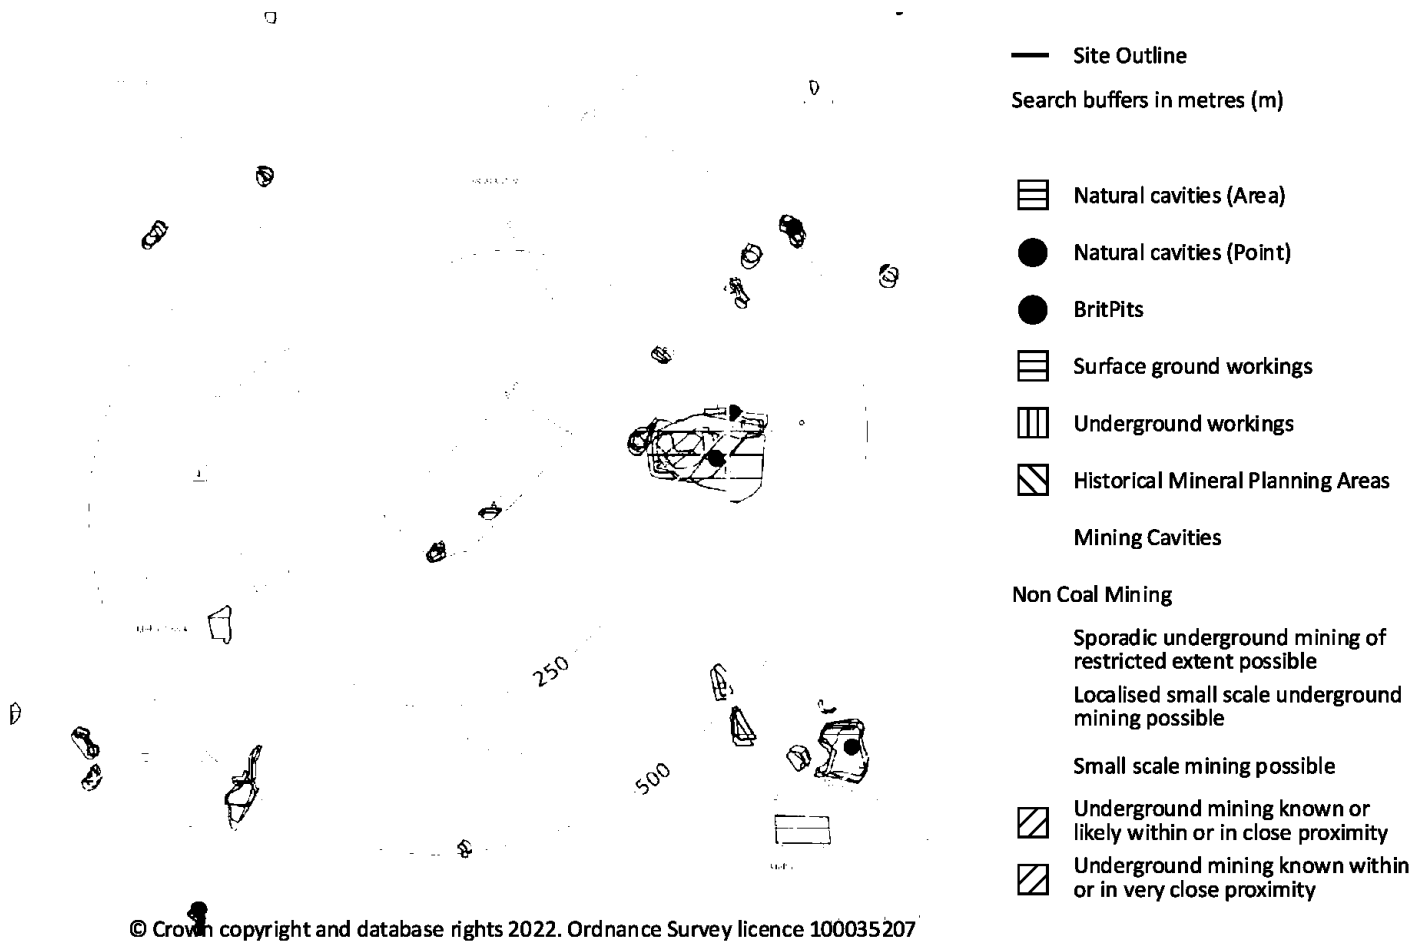 Site Outline
Search buffers in metres (m)
Natural cavities (Area)
Natural cavities (Point)
BritPits
Surface ground workings
Underground workings
Historical Mineral Planning Areas
Mining Cavities
Non Coal Mining
Sporadic underground mining of
restricted extent possible
Localised small scale underground
mining possible
Small scale mining possible
Underground mining known or
likely within or in close proximity
Underground mining known within
or in very close proximity
250
500
© Crown copyright and database rights 2022. Ordnance Survey licence 100035207